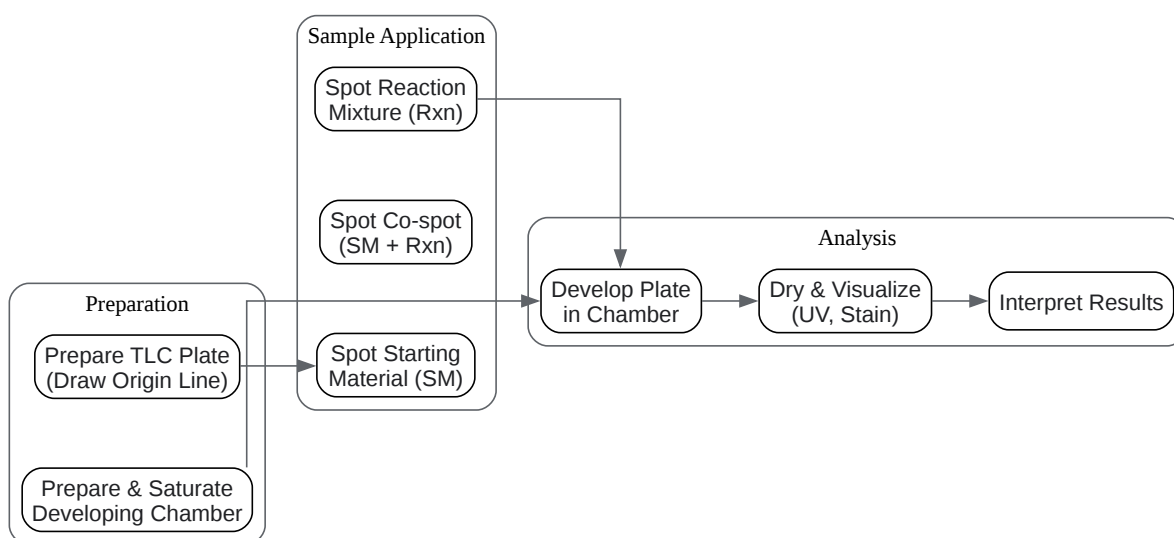 Preparation
Prepare TLC Plate
(Draw Origin Line)
Prepare & Saturate
Developing Chamber
Sample Application
Spot Reaction
Mixture (Rxn)
Spot Co-spot
(SM + Rxn)
Spot Starting
Material (SM)
Analysis
Develop Plate
in Chamber
Dry & Visualize
(UV, Stain)
Interpret Results